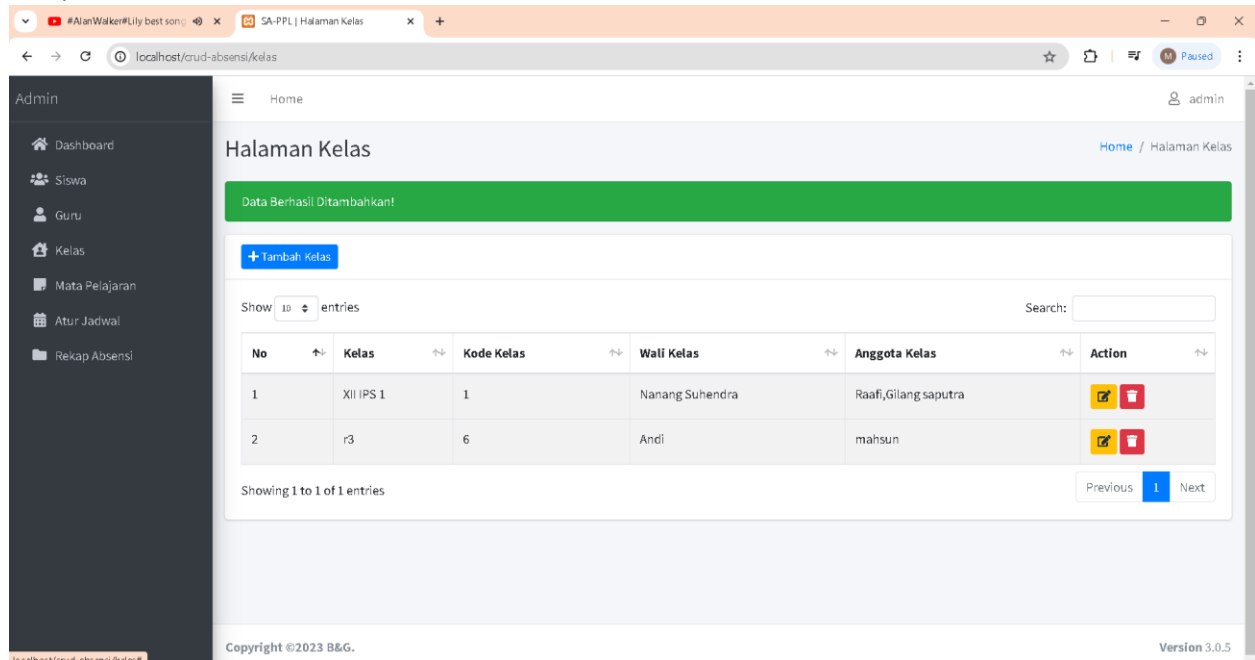 #AlanWalker#Lily best song
SA-PPL | Halaman Kelas
localhost/crud-absensi/kelas
M Paused
Admin
Home
admin
Dashboard
Siswa
Guru
Kelas
Mata Pelajaran
Atur Jadwal
Rekap Absensi
Halaman Kelas
Home / Halaman Kelas
Data Berhasil Ditambahkan!
+ Tambah Kelas
Show 10 entries
Search:
No Kelas Kode Kelas Wali Kelas Anggota Kelas Action
1 XII IPS 1 1 Nanang Suhendra Raafi,Gilang saputra
2 r3 6 Andi mahsun
Showing 1 to 1 of 1 entries
Previous 1 Next
Copyright ©2023 B&G.
Version 3.0.5